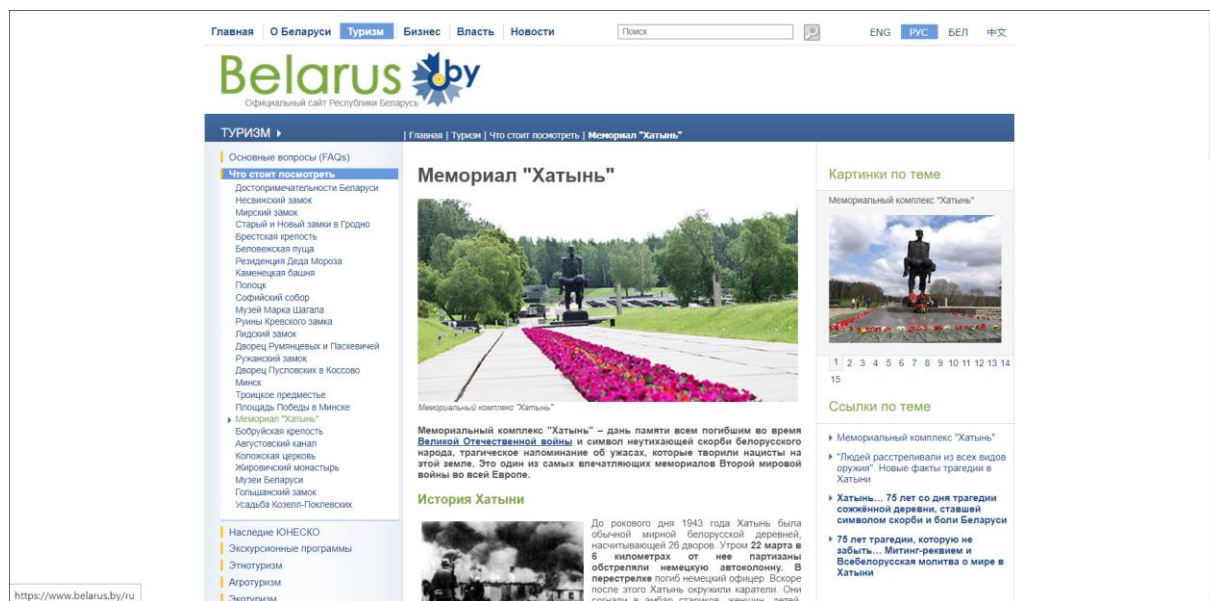 Главная О Беларуси Туризм Бизнес Власть Новости Поиск ENG РУС БЕЛ 中文
Belarus by
Официальный сайт Республики Беларусь
ТУРИЗМ
| Главная | Туризм | Что стоит посмотреть | Мемориал "Хатынь"
Основные вопросы (FAQs)
Что стоит посмотреть
Достопримечательности Беларуси
Несвижский замок
Мирский замок
Старый и Новый замки в Гродно
Брестская крепость
Беловежская пуща
Резиденция Деда Мороза
Каменецкая башня
Полоцк
Софийский собор
Музей Марка Шагала
Руины Кревского замка
Лидский замок
Дворец Румянцевых и Паскевичей
Ружанский замок
Дворец Пусловских в Коссово
Минск
Троицкое предместье
Площадь Победы в Минске
Мемориал "Хатынь"
Бобруйская крепость
Августовский канал
Коложская церковь
Жировичский монастырь
Музеи Беларуси
Гольшанский замок
Усадьба Козелл-Поклевских
Наследие ЮНЕСКО
Экскурсионные программы
Этнотуризм
Агротуризм
Экотуризм
Мемориал "Хатынь"
Мемориальный комплекс "Хатынь"
Мемориальный комплекс "Хатынь" – дань памяти всем погибшим во время
Великой Отечественной войны и символ неутихающей скорби белорусского
народа, трагическое напоминание об ужасах, которые творили нацисты на
этой земле. Это один из самых впечатляющих мемориалов Второй мировой
войны во всей Европе.
История Хатыни
До рокового дня 1943 года Хатынь была
обычной мирной белорусской деревней,
насчитывающей 26 дворов. Утром 22 марта в
6 километрах от нее партизаны
обстреляли немецкую автоколонну. В
перестрелке погиб немецкий офицер. Вскоре
после этого Хатынь окружили каратели. Они
согнали в амбар стариков, женщин, детей,
Картинки по теме
Мемориальный комплекс "Хатынь"
1 2 3 4 5 6 7 8 9 10 11 12 13 14
15
Ссылки по теме
Мемориальный комплекс "Хатынь"
"Людей расстреливали из всех видов
оружия". Новые факты трагедии в
Хатыни
Хатынь... 75 лет со дня трагедии
сожжённой деревни, ставшей
символом скорби и боли Беларуси
75 лет трагедии, которую не
забыть... Митинг-реквием и
Всебелорусская молитва о мире в
Хатыни
https://www.belarus.by/ru